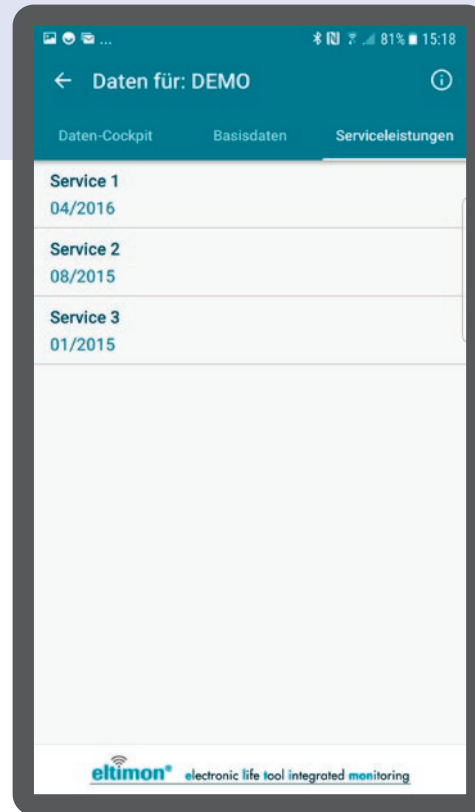 ... 81% 15:18
Daten für: DEMO
Daten-Cockpit Basisdaten Serviceleistungen
Service 1
04/2016
Service 2
08/2015
Service 3
01/2015
eltimon® electronic life tool integrated monitoring